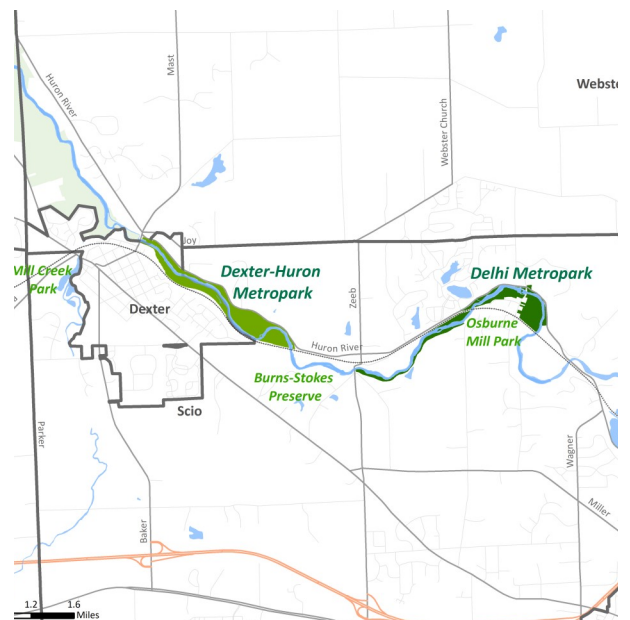 Huron River
Mast
Webster Church
Webste
Joy
Mill Creek
Park
Dexter-Huron
Metropark
Delhi Metropark
Dexter
Zeeb
Osburne
Mill Park
Huron River
Burns-Stokes
Preserve
Scio
Parker
Wagner
Baker
Miller
1.2 1.6
Miles